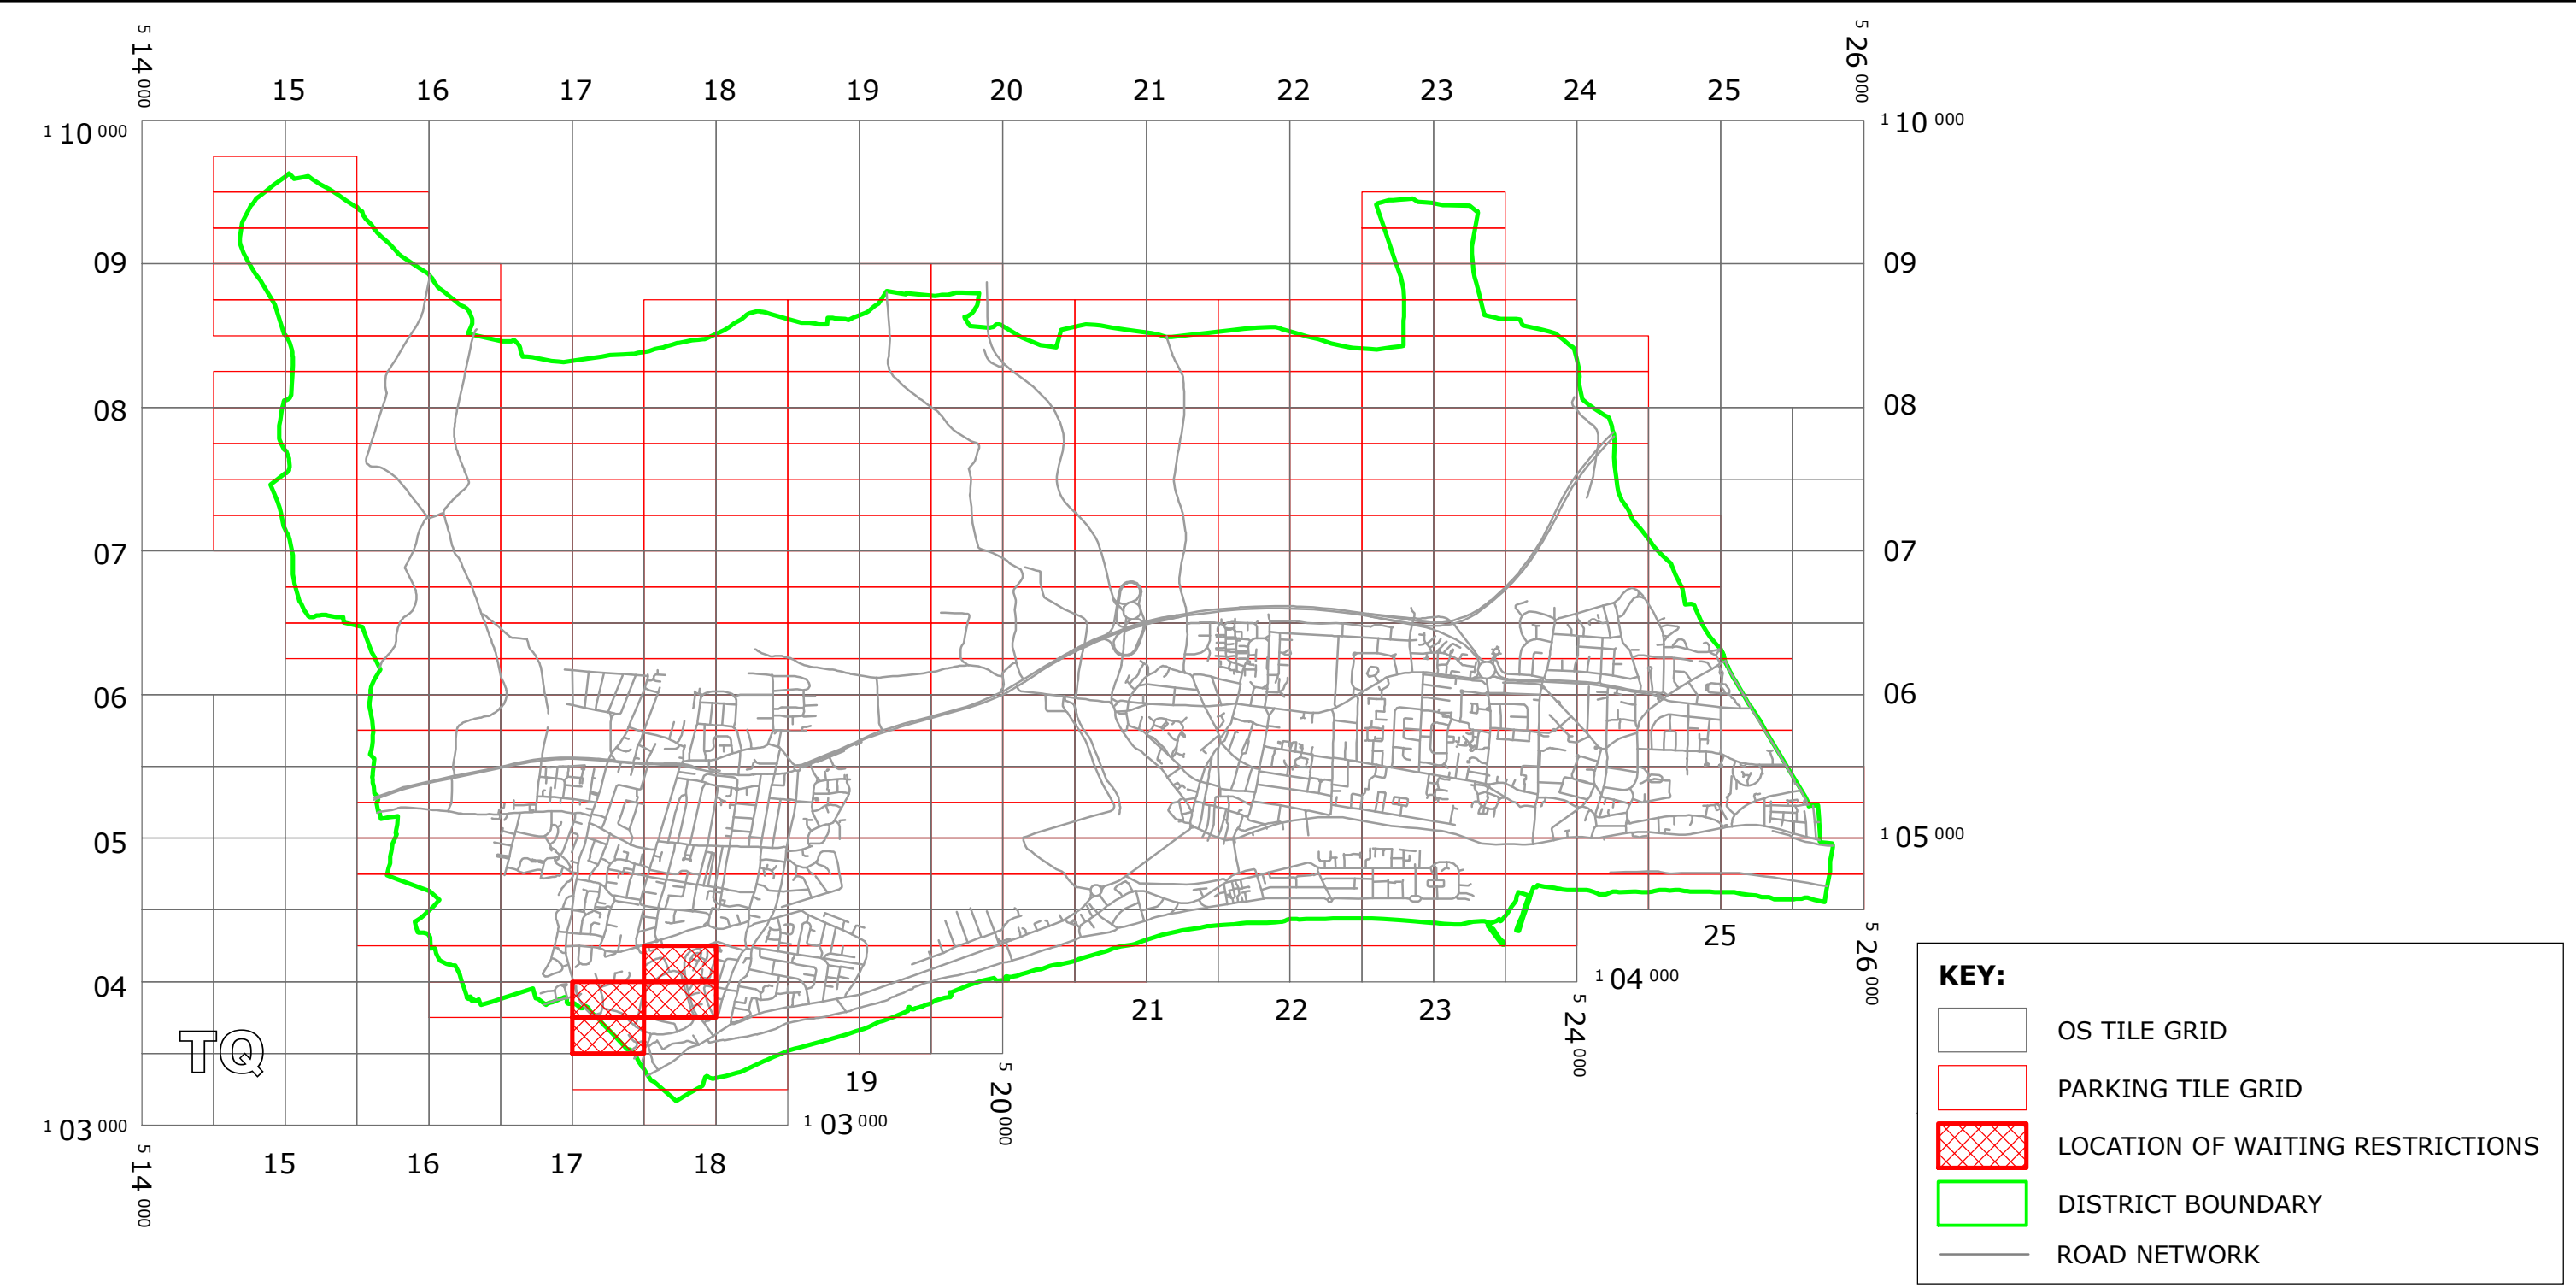 5 14 000
5 26 000
15 16 17 18 19 20 21 22 23 24 25
1 10 000
1 10 000
09
09
08
08
07
07
06
06
05
1 05 000
25
5 26 000
04
1 04 000
21 22 23
5 24 000
TQ
19
5 20 000
1 03 000
1 03 000
5 14 000
15 16 17 18
KEY:
OS TILE GRID
PARKING TILE GRID
LOCATION OF WAITING RESTRICTIONS
DISTRICT BOUNDARY
ROAD NETWORK